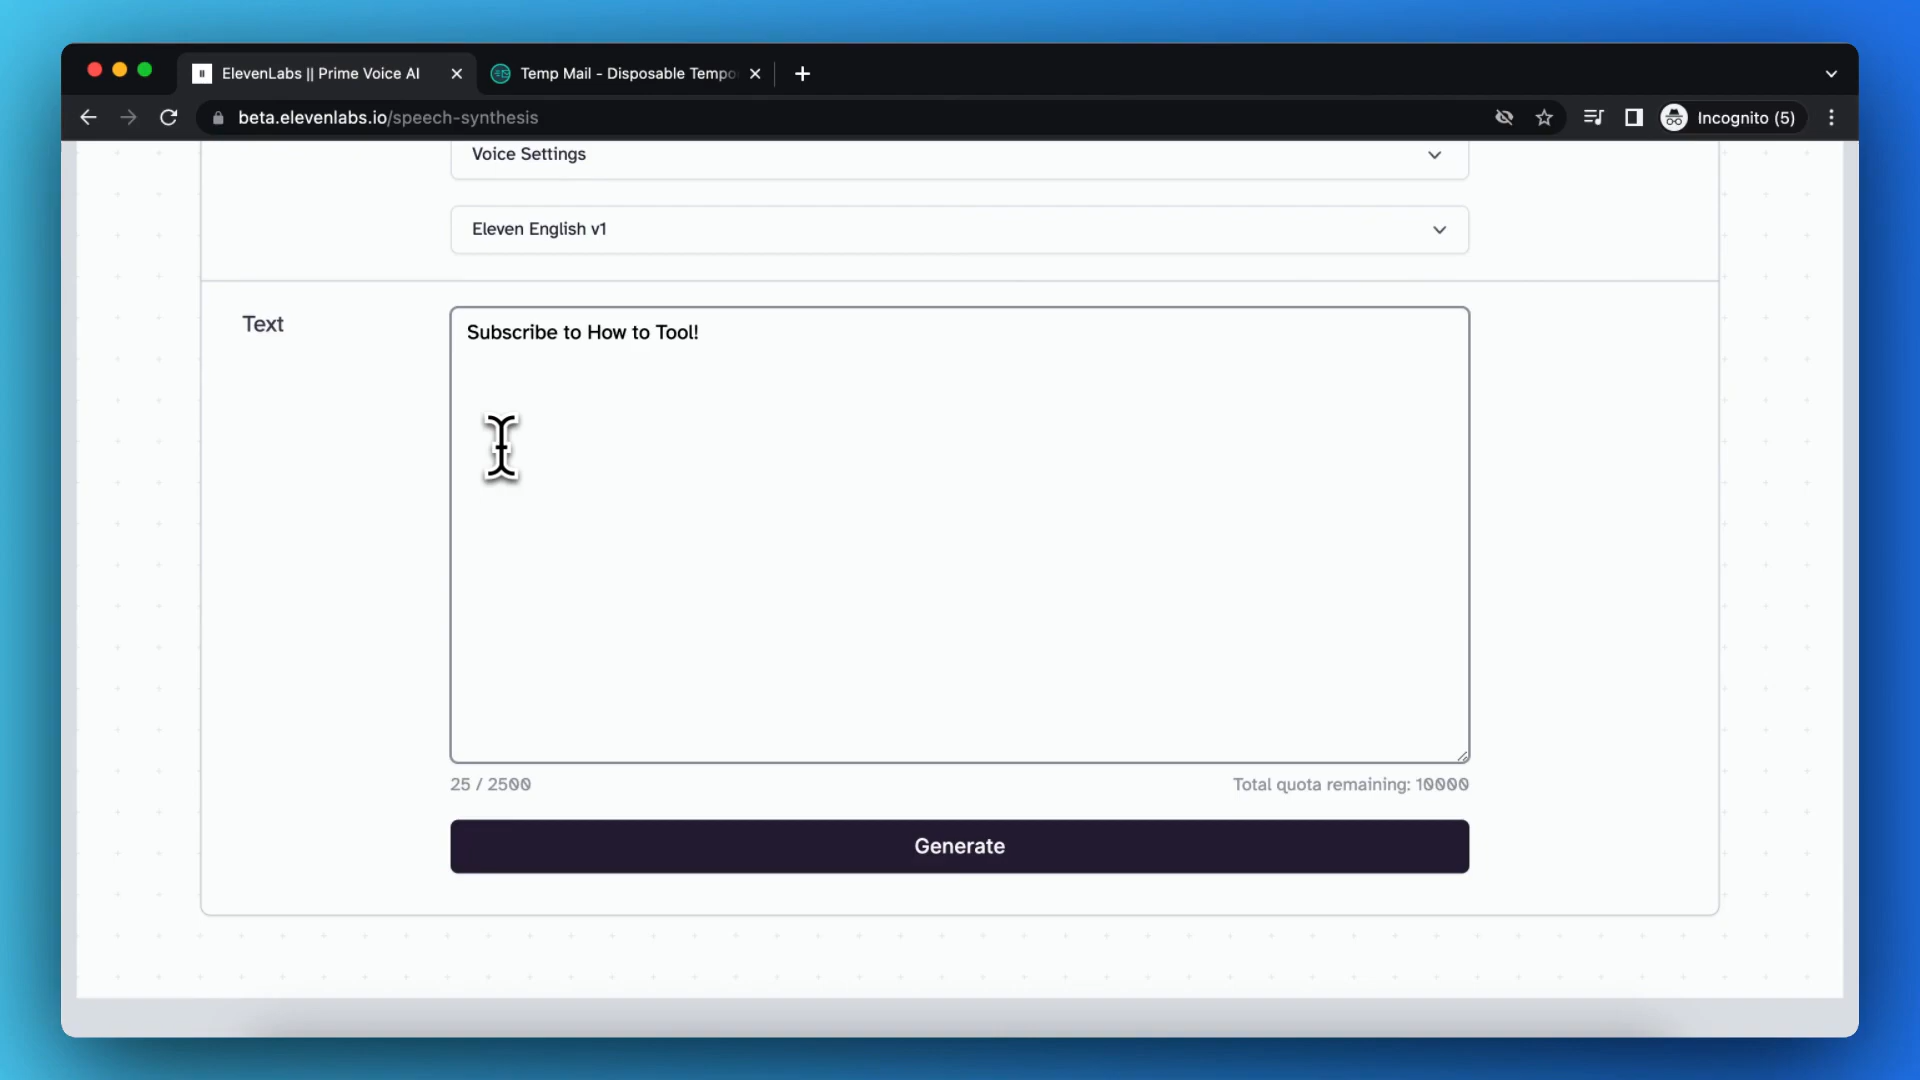 ElevenLabs || Prime Voice AI
Temp Mail - Disposable Tempo
beta.elevenlabs.io/speech-synthesis
Incognito (5)
Voice Settings
Eleven English v1
Text
Subscribe to How to Tool!
25 / 2500
Total quota remaining: 10000
Generate